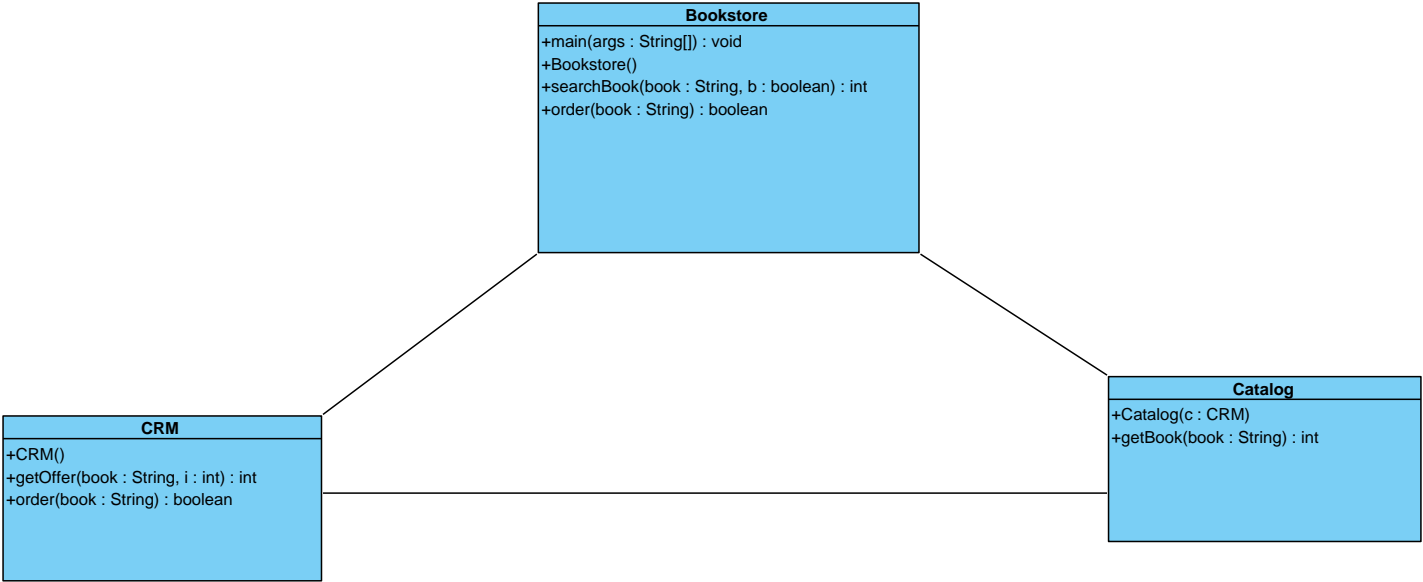 Bookstore
+main(args : String[]) : void
+Bookstore()
+searchBook(book : String, b : boolean) : int
+order(book : String) : boolean
CRM
+CRM()
+getOffer(book : String, i : int) : int
+order(book : String) : boolean
Catalog
+Catalog(c : CRM)
+getBook(book : String) : int